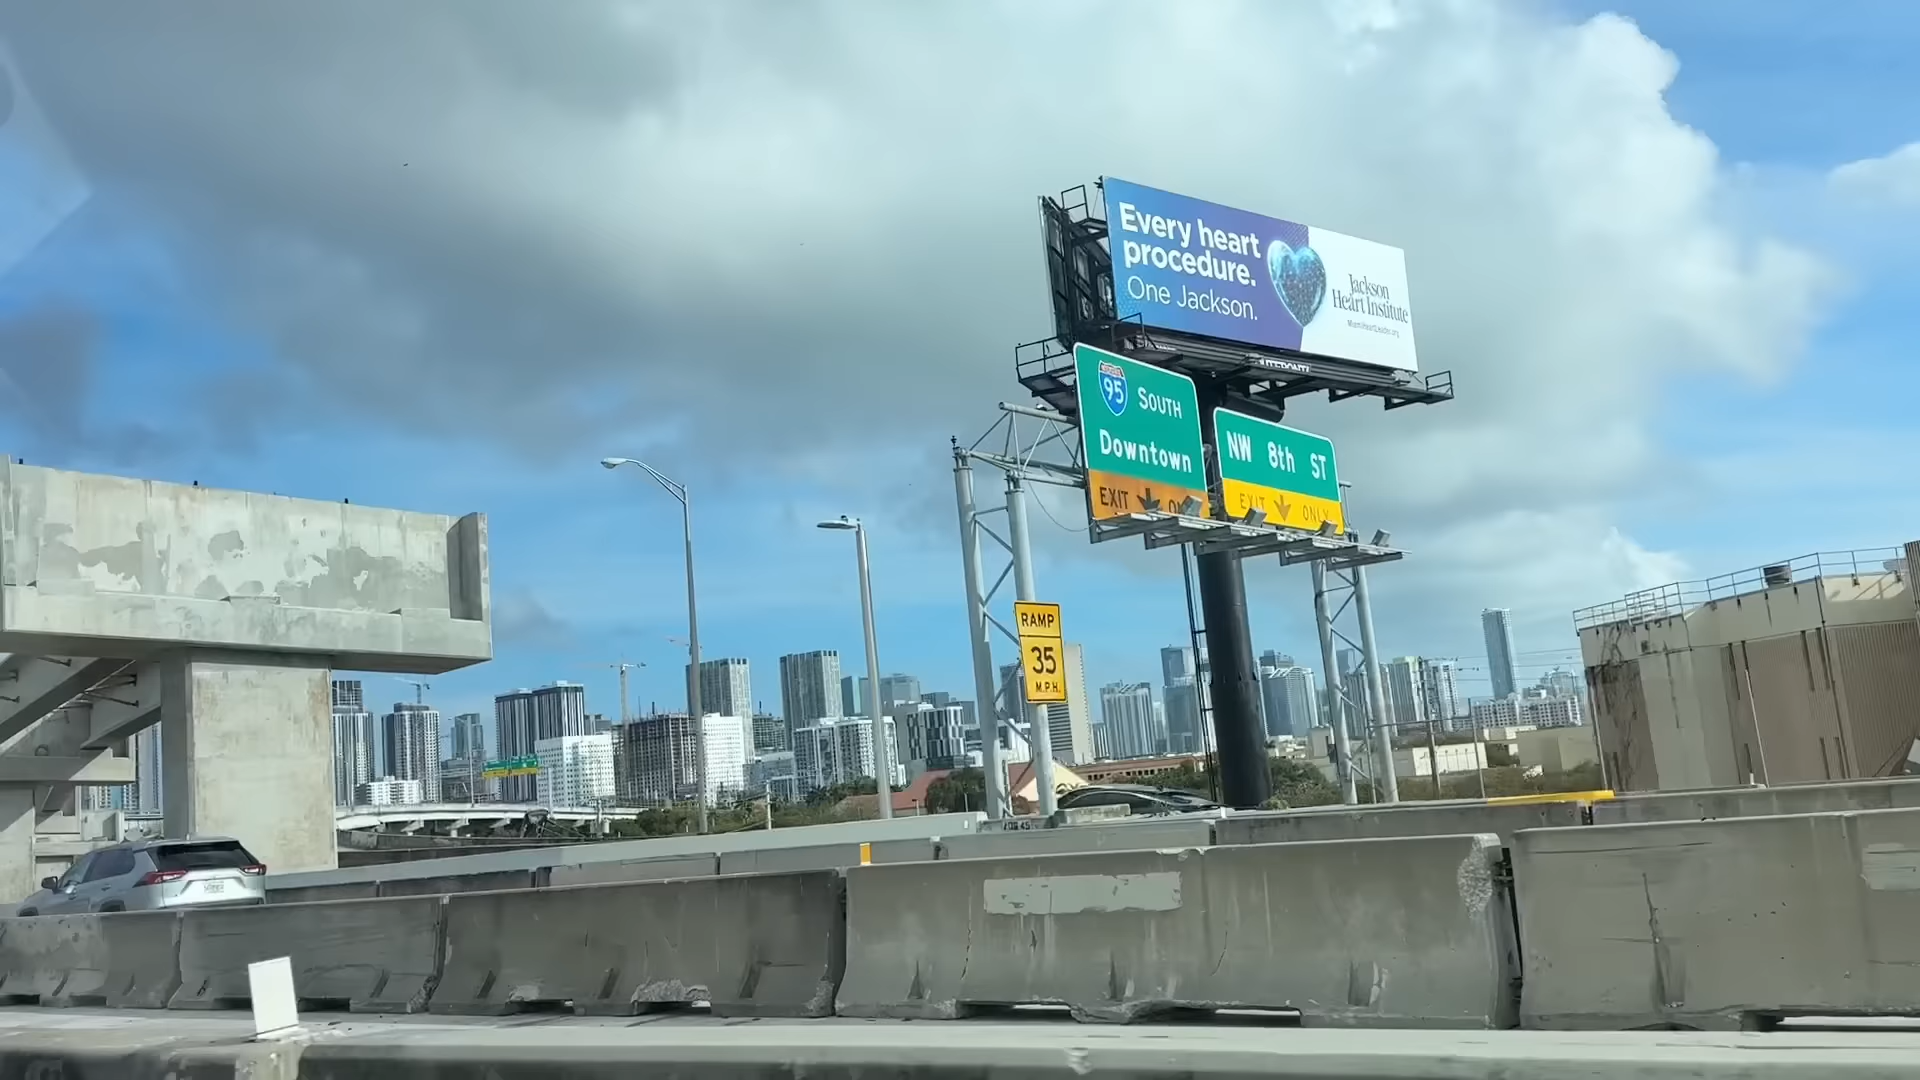 Every heart
procedure.
One Jackson.
Jackson
Heart Institute
95 SOUTH
Downtown
EXIT
NW 8th ST
EXIT ONLY
RAMP
35
M.P.H.